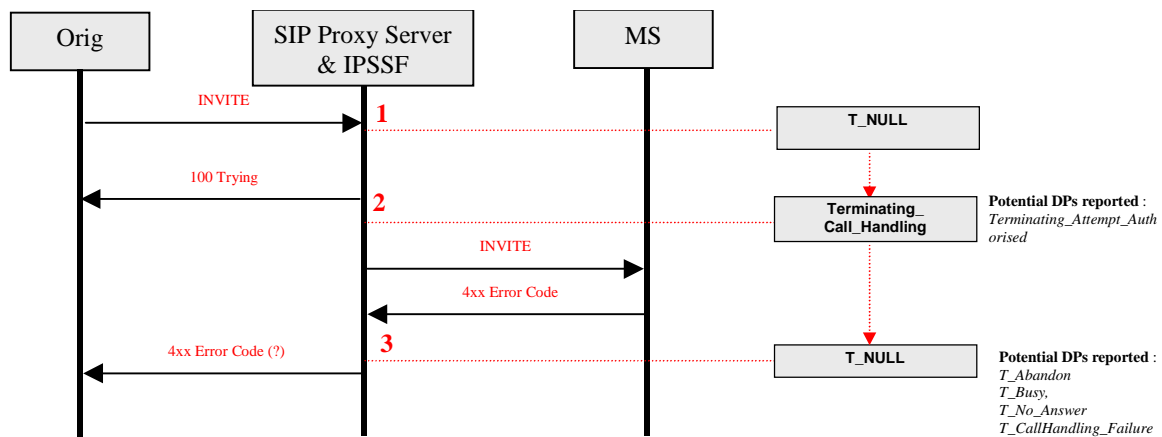 Orig
SIP Proxy Server
& IPSSF
MS
INVITE
1
T_NULL
100 Trying
2
Terminating_
Call_Handling
Potential DPs reported :
Terminating_Attempt_Auth
orised
INVITE
4xx Error Code
3
4xx Error Code (?)
T_NULL
Potential DPs reported :
T_Abandon
T_Busy,
T_No_Answer
T_CallHandling_Failure